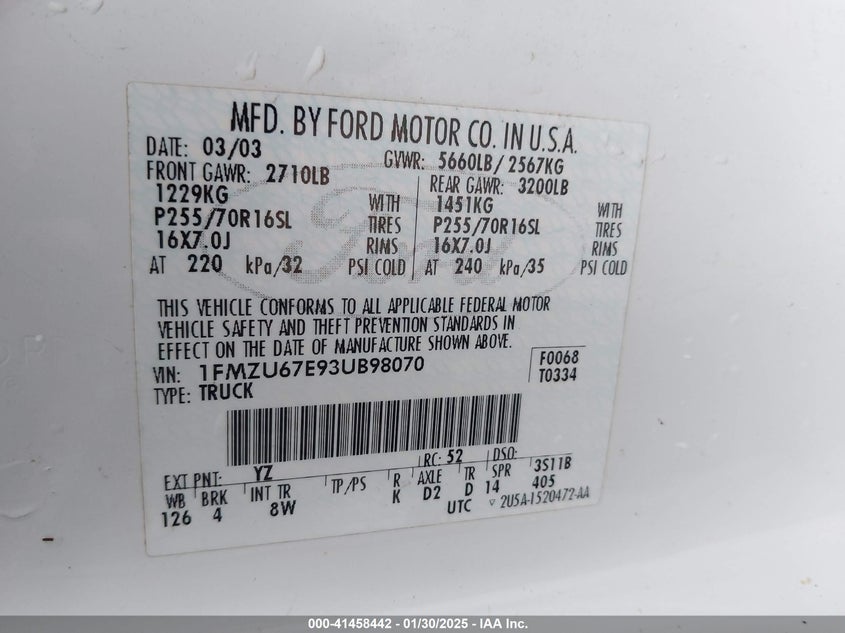 MFD. BY FORD MOTOR CO. IN U.S.A.
DATE: 03/03 GVWR: 5660LB/2567KG
FRONT GAWR: 2710LB REAR GAWR: 3200LB
1229KG WITH 1451KG WITH
P255/70R16SL TIRES P255/70R16SL TIRES
16X7.0J RIMS 16X7.0J RIMS
AT 220 kPa/32 PSI COLD AT 240 kPa/35 PSI COLD
Ford
THIS VEHICLE CONFORMS TO ALL APPLICABLE FEDERAL MOTOR
VEHICLE SAFETY AND THEFT PREVENTION STANDARDS IN
EFFECT ON THE DATE OF MANUFACTURE SHOWN ABOVE.
VIN: 1FMZU67E93UB98070 F0068
TYPE: TRUCK T0334
EXT PNT: YZ RC: 52 DSO:
WB BRK INT TR TP/PS R AXLE TR SPR 3S11B
126 4 8W K D2 D 14 405
UTC ▽ 2U5A-1520472-AA
000-41458442 - 01/30/2025 - IAA Inc.